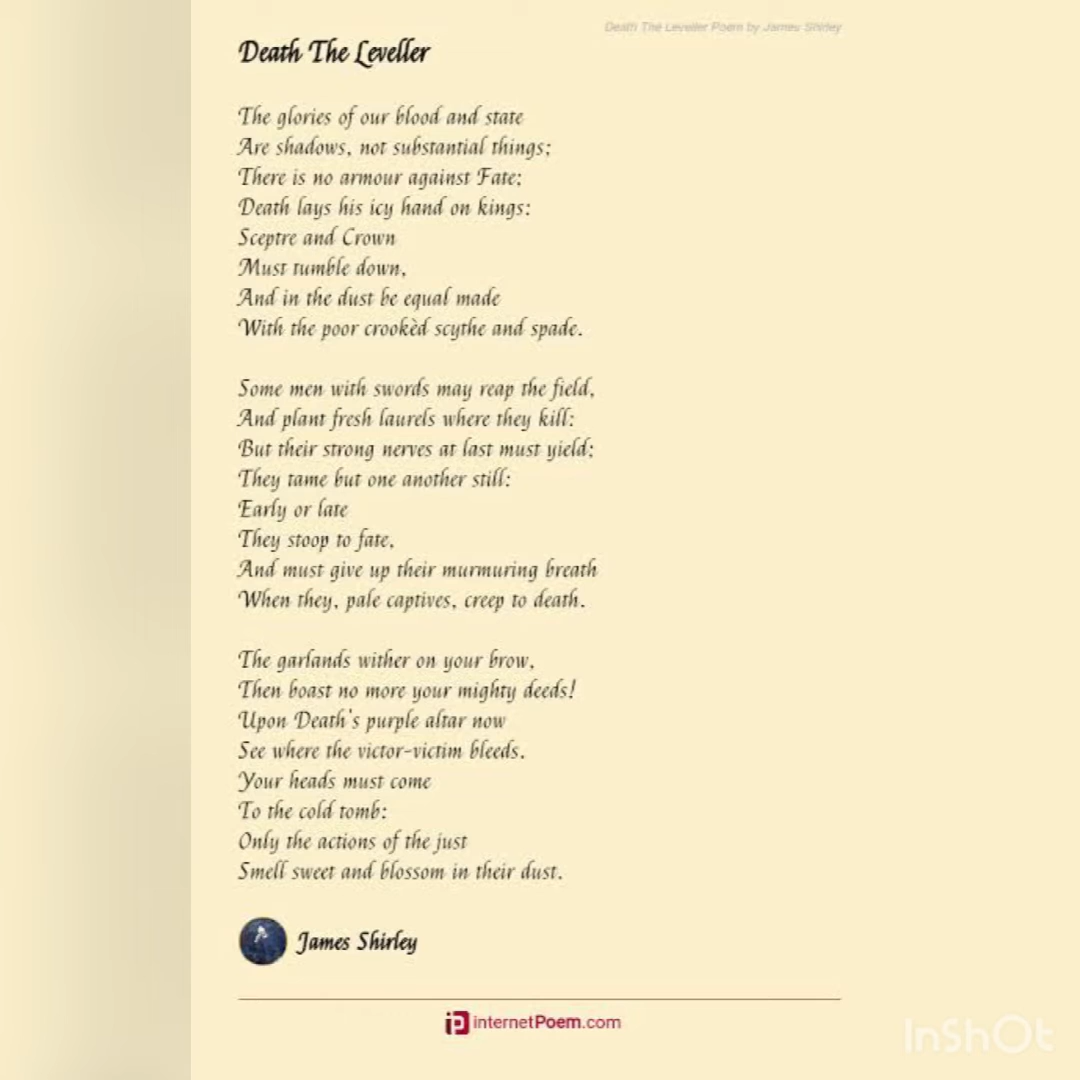 Death The Leveller Poem by James Shirley
Death The Leveller
The glories of our blood and state
Are shadows, not substantial things;
There is no armour against Fate;
Death lays his icy hand on kings:
Sceptre and Crown
Must tumble down,
And in the dust be equal made
With the poor crookèd scythe and spade.
Some men with swords may reap the field,
And plant fresh laurels where they kill:
But their strong nerves at last must yield;
They tame but one another still:
Early or late
They stoop to fate,
And must give up their murmuring breath
When they, pale captives, creep to death.
The garlands wither on your brow,
Then boast no more your mighty deeds!
Upon Death's purple altar now
See where the victor-victim bleeds.
Your heads must come
To the cold tomb:
Only the actions of the just
Smell sweet and blossom in their dust.
James Shirley
internetPoem.com
InShOt